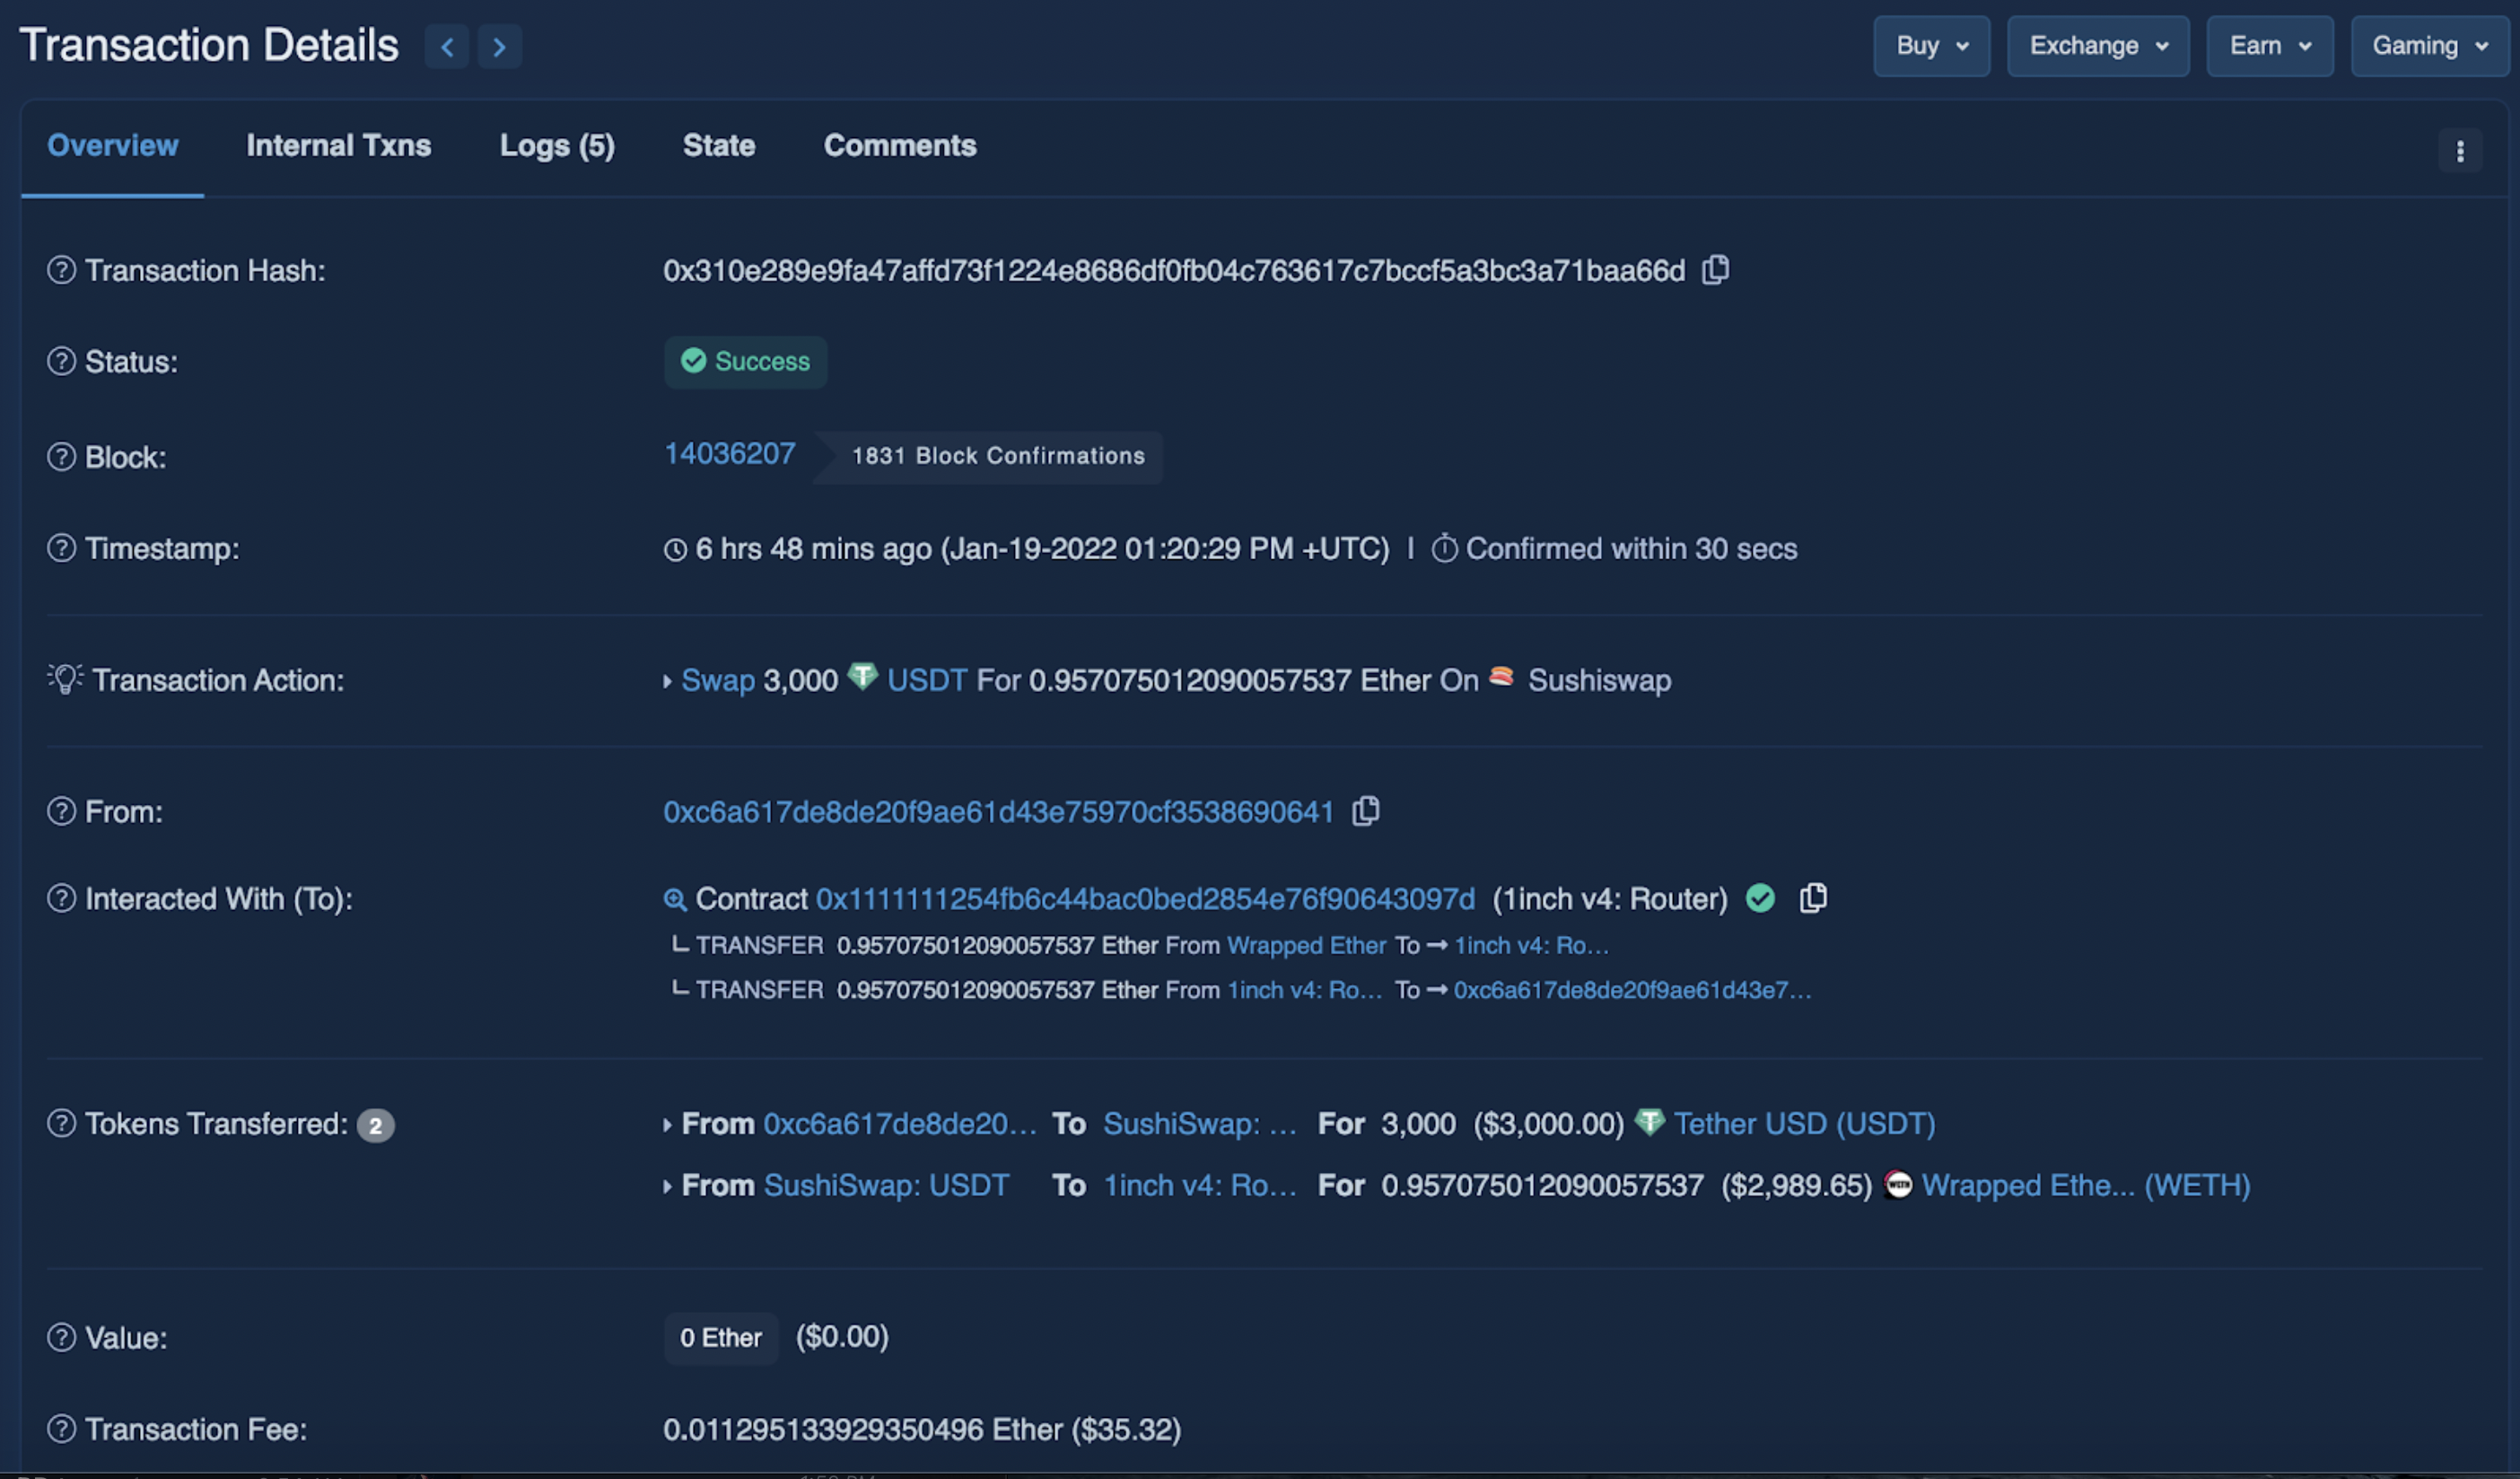 Transaction Details
Buy Exchange Earn Gaming
Overview Internal Txns Logs (5) State Comments
Transaction Hash: 0x310e289e9fa47affd73f1224e8686df0fb04c763617c7bccf5a3bc3a71baa66d
Status: Success
Block: 14036207 1831 Block Confirmations
Timestamp: 6 hrs 48 mins ago (Jan-19-2022 01:20:29 PM +UTC) | Confirmed within 30 secs
Transaction Action: Swap 3,000 USDT For 0.957075012090057537 Ether On Sushiswap
From: 0xc6a617de8de20f9ae61d43e75970cf3538690641
Interacted With (To): Contract 0x1111111254fb6c44bac0bed2854e76f90643097d (1inch v4: Router)
TRANSFER 0.957075012090057537 Ether From Wrapped Ether To → 1inch v4: Ro...
TRANSFER 0.957075012090057537 Ether From 1inch v4: Ro... To → 0xc6a617de8de20f9ae61d43e7...
Tokens Transferred: 2 From 0xc6a617de8de20... To SushiSwap: ... For 3,000 ($3,000.00) Tether USD (USDT)
From SushiSwap: USDT To 1inch v4: Ro... For 0.957075012090057537 ($2,989.65) Wrapped Ethe... (WETH)
Value: 0 Ether ($0.00)
Transaction Fee: 0.011295133929350496 Ether ($35.32)